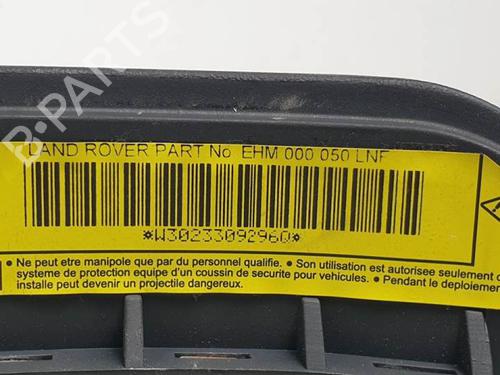 LAND ROVER PART No EHM 000 050 LNF
*W30233092960*
• Ne peut etre manipole que par du personnel qualifie. • Son utilisation est autorisee seulement
systeme de protection equipe d'un coussin de securite pour vehicules. • Pendant le deploiement
installe peut devenir un projectile dangereux.